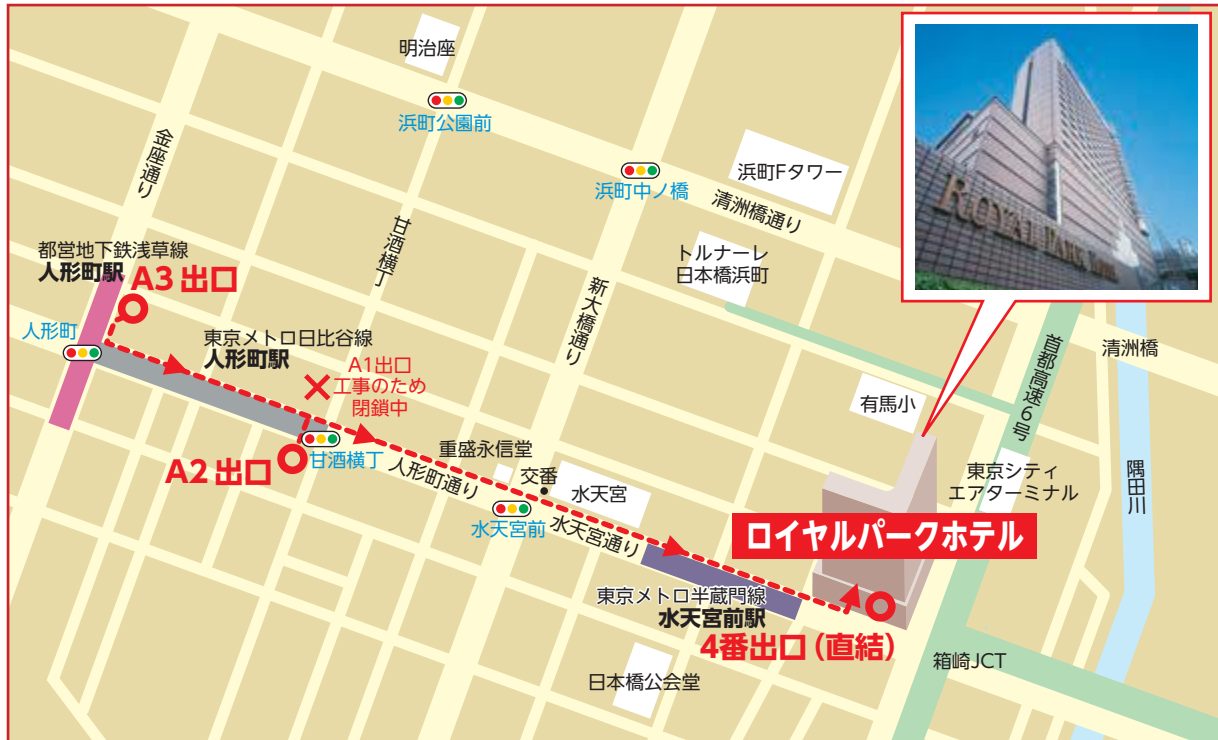 明治座
浜町公園前
金座通り
浜町中ノ橋
浜町Fタワー
清洲橋通り
甘酒横丁
トルナーレ
日本橋浜町
新大橋通り
ROYAL PARK HOTEL
都営地下鉄浅草線
人形町駅
A3 出口
人形町
東京メトロ日比谷線
人形町駅
A1出口
工事のため
閉鎖中
首都高速6号
清洲橋
有馬小
A2 出口
甘酒横丁
人形町通り
重盛永信堂
交番
水天宮
水天宮前
水天宮通り
東京シティ
エアターミナル
隅田川
ロイヤルパークホテル
東京メトロ半蔵門線
水天宮前駅
4番出口(直結)
箱崎JCT
日本橋公会堂